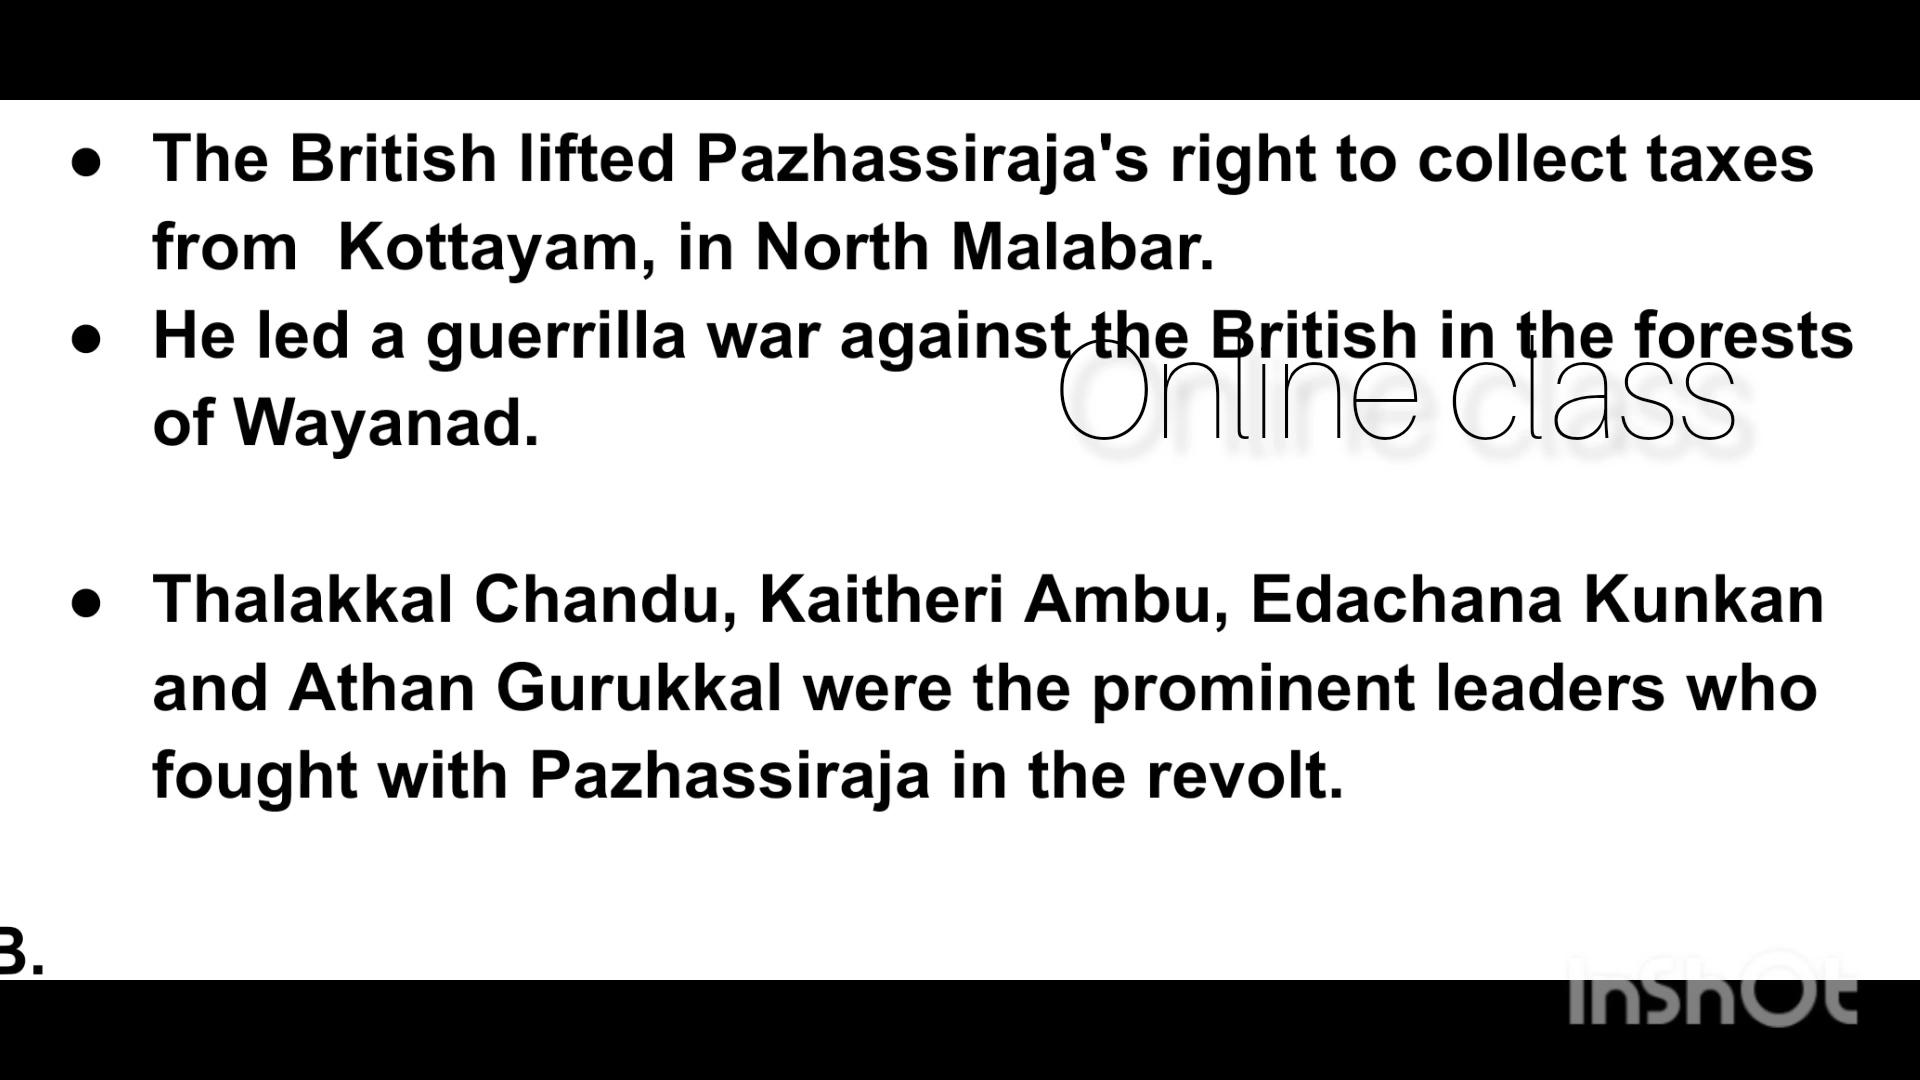 ● The British lifted Pazhassiraja's right to collect taxes
from  Kottayam, in North Malabar.
● He led a guerrilla war against the British in the forests
of Wayanad.
Online class
● Thalakkal Chandu, Kaitheri Ambu, Edachana Kunkan
and Athan Gurukkal were the prominent leaders who
fought with Pazhassiraja in the revolt.
B.
InShOt